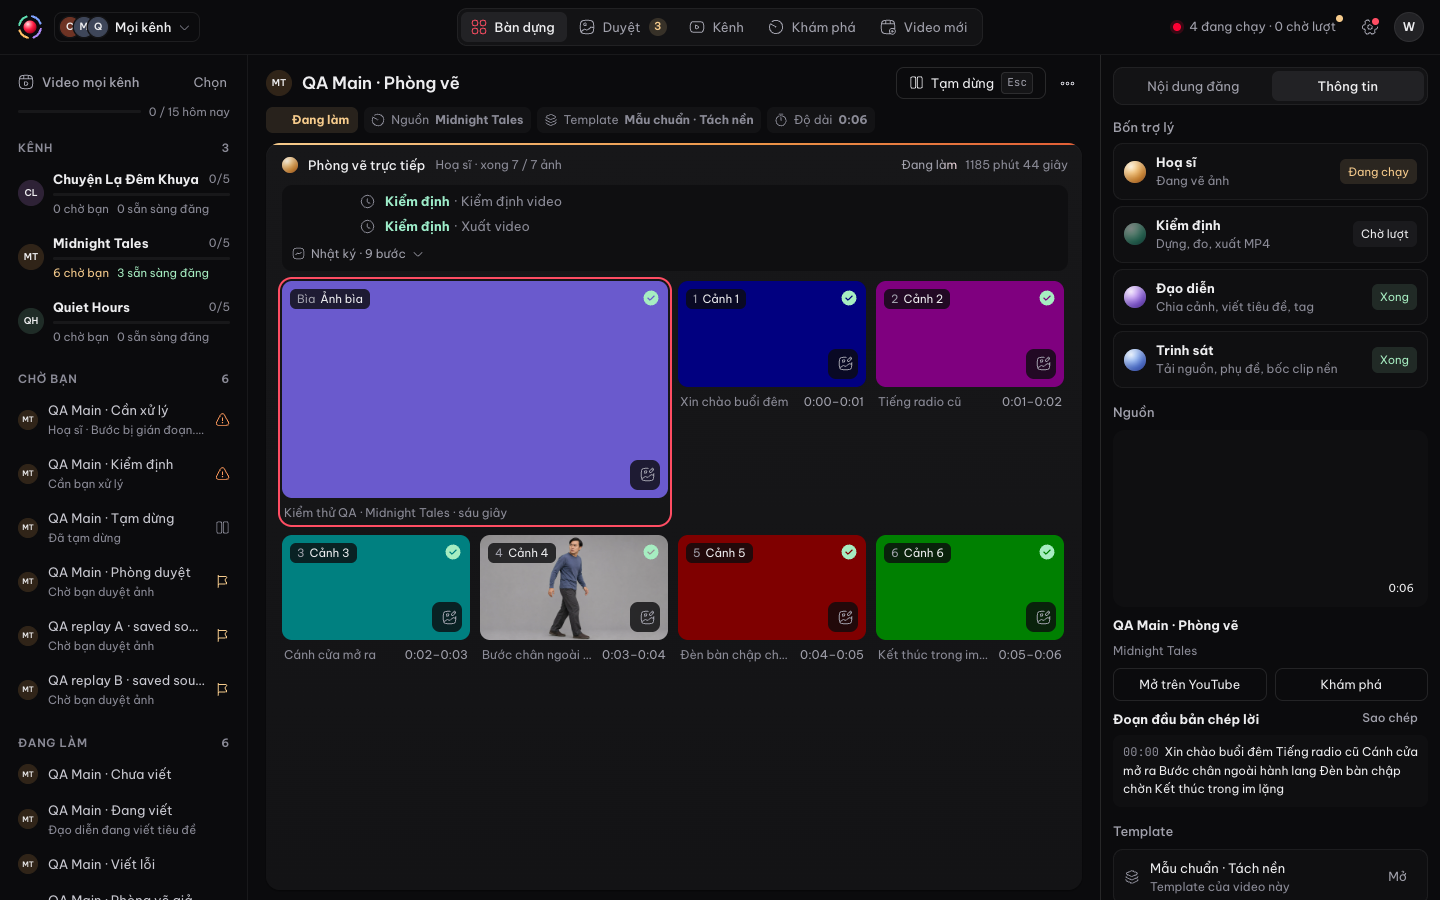 C M Q Mọi kênh
Bàn dựng
Duyệt 3
Kênh
Khám phá
Video mới
4 đang chạy · 0 chờ lượt
W
Video mọi kênh Chọn
0 / 15 hôm nay
KÊNH 3
CL Chuyện Lạ Đêm Khuya 0/5
0 chờ bạn 0 sẵn sàng đăng
MT Midnight Tales 0/5
6 chờ bạn 3 sẵn sàng đăng
QH Quiet Hours 0/5
0 chờ bạn 0 sẵn sàng đăng
CHỜ BẠN 6
MT QA Main · Cần xử lý
Hoạ sĩ · Bước bị gián đoạn....
MT QA Main · Kiểm định
Cần bạn xử lý
MT QA Main · Tạm dừng
Đã tạm dừng
MT QA Main · Phòng duyệt
Chờ bạn duyệt ảnh
MT QA replay A · saved so...
Chờ bạn duyệt ảnh
MT QA replay B · saved sou...
Chờ bạn duyệt ảnh
ĐANG LÀM 6
MT QA Main · Chưa viết
MT QA Main · Đang viết
Đạo diễn đang viết tiêu đề
MT QA Main · Viết lỗi
MT QA Main · Phòng vẽ
Tạm dừng Esc
Đang làm
Nguồn Midnight Tales
Template Mẫu chuẩn · Tách nền
Độ dài 0:06
Phòng vẽ trực tiếp Hoạ sĩ · xong 7 / 7 ảnh
Đang làm 1185 phút 44 giây
Kiểm định · Kiểm định video
Kiểm định · Xuất video
Nhật ký · 9 bước
Bìa Ảnh bìa
Kiểm thử QA · Midnight Tales · sáu giây
1 Cảnh 1
Xin chào buổi đêm 0:00–0:01
2 Cảnh 2
Tiếng radio cũ 0:01–0:02
3 Cảnh 3
Cánh cửa mở ra 0:02–0:03
4 Cảnh 4
Bước chân ngoài ... 0:03–0:04
5 Cảnh 5
Đèn bàn chập ch... 0:04–0:05
6 Cảnh 6
Kết thúc trong im... 0:05–0:06
Nội dung đăng Thông tin
Bốn trợ lý
Hoạ sĩ
Đang vẽ ảnh
Đang chạy
Kiểm định
Dựng, đo, xuất MP4
Chờ lượt
Đạo diễn
Chia cảnh, viết tiêu đề, tag
Xong
Trinh sát
Tải nguồn, phụ đề, bốc clip nền
Xong
Nguồn
0:06
QA Main · Phòng vẽ
Midnight Tales
Mở trên YouTube
Khám phá
Đoạn đầu bản chép lời Sao chép
00:00 Xin chào buổi đêm Tiếng radio cũ Cánh cửa
mở ra Bước chân ngoài hành lang Đèn bàn chập
chờn Kết thúc trong im lặng
Template
Mẫu chuẩn · Tách nền
Template của video này
Mở